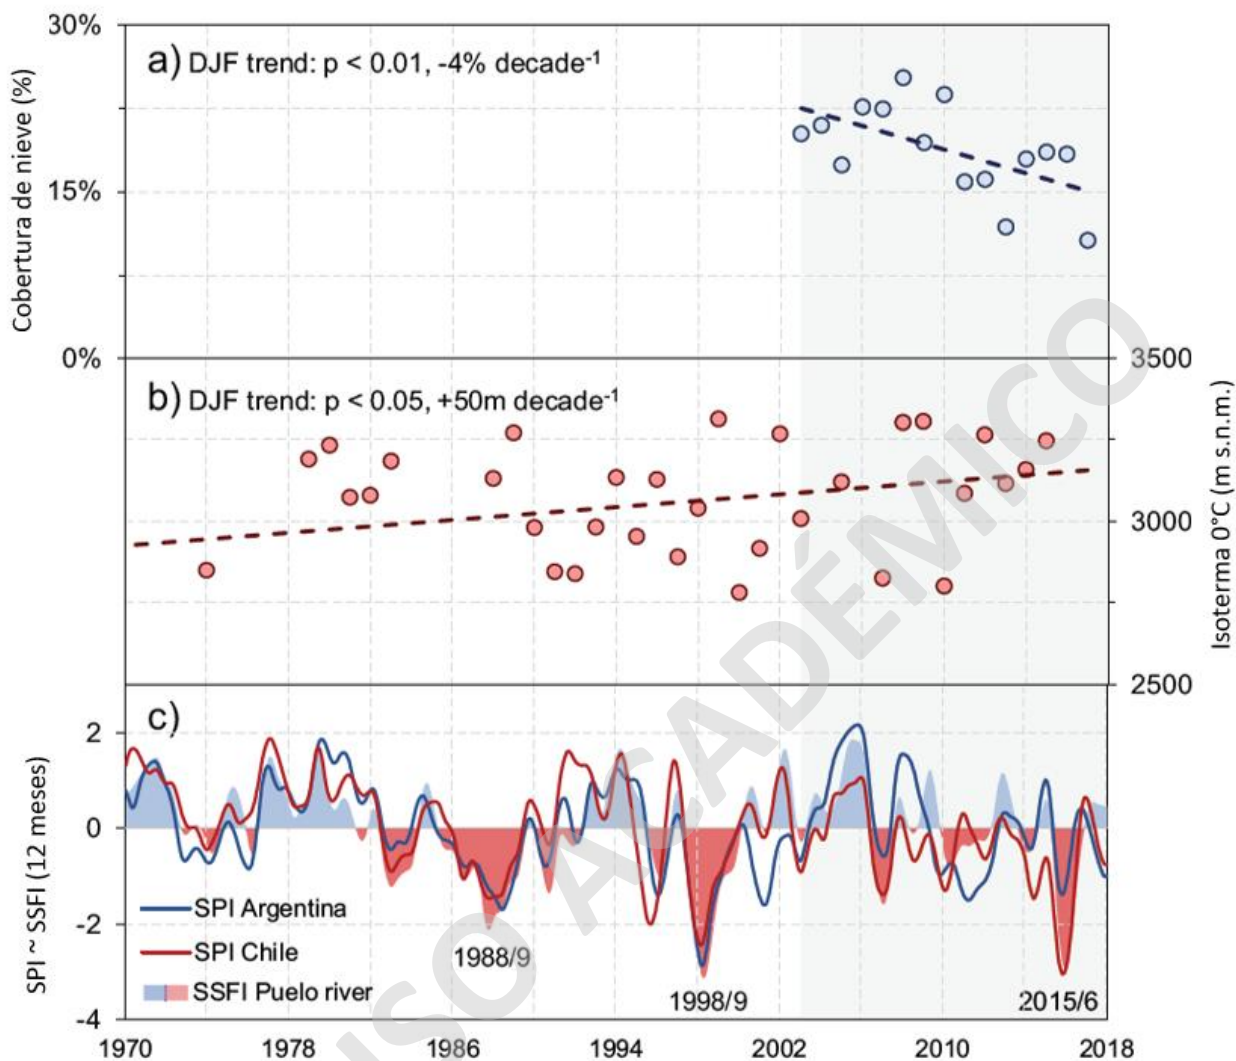 30%
15%
0%
Cobertura de nieve (%)
a) DJF trend: p < 0.01, -4% decade-1
b) DJF trend: p < 0.05, +50m decade-1
3500
3000
2500
Isoterma 0°C (m s.n.m.)
c)
2
0
-2
-4
SPI ~ SSFI (12 meses)
SPI Argentina
SPI Chile
SSFI Puelo river
1988/9
1998/9
2015/6
1970 1978 1986 1994 2002 2010 2018
USO ACADÉMICO